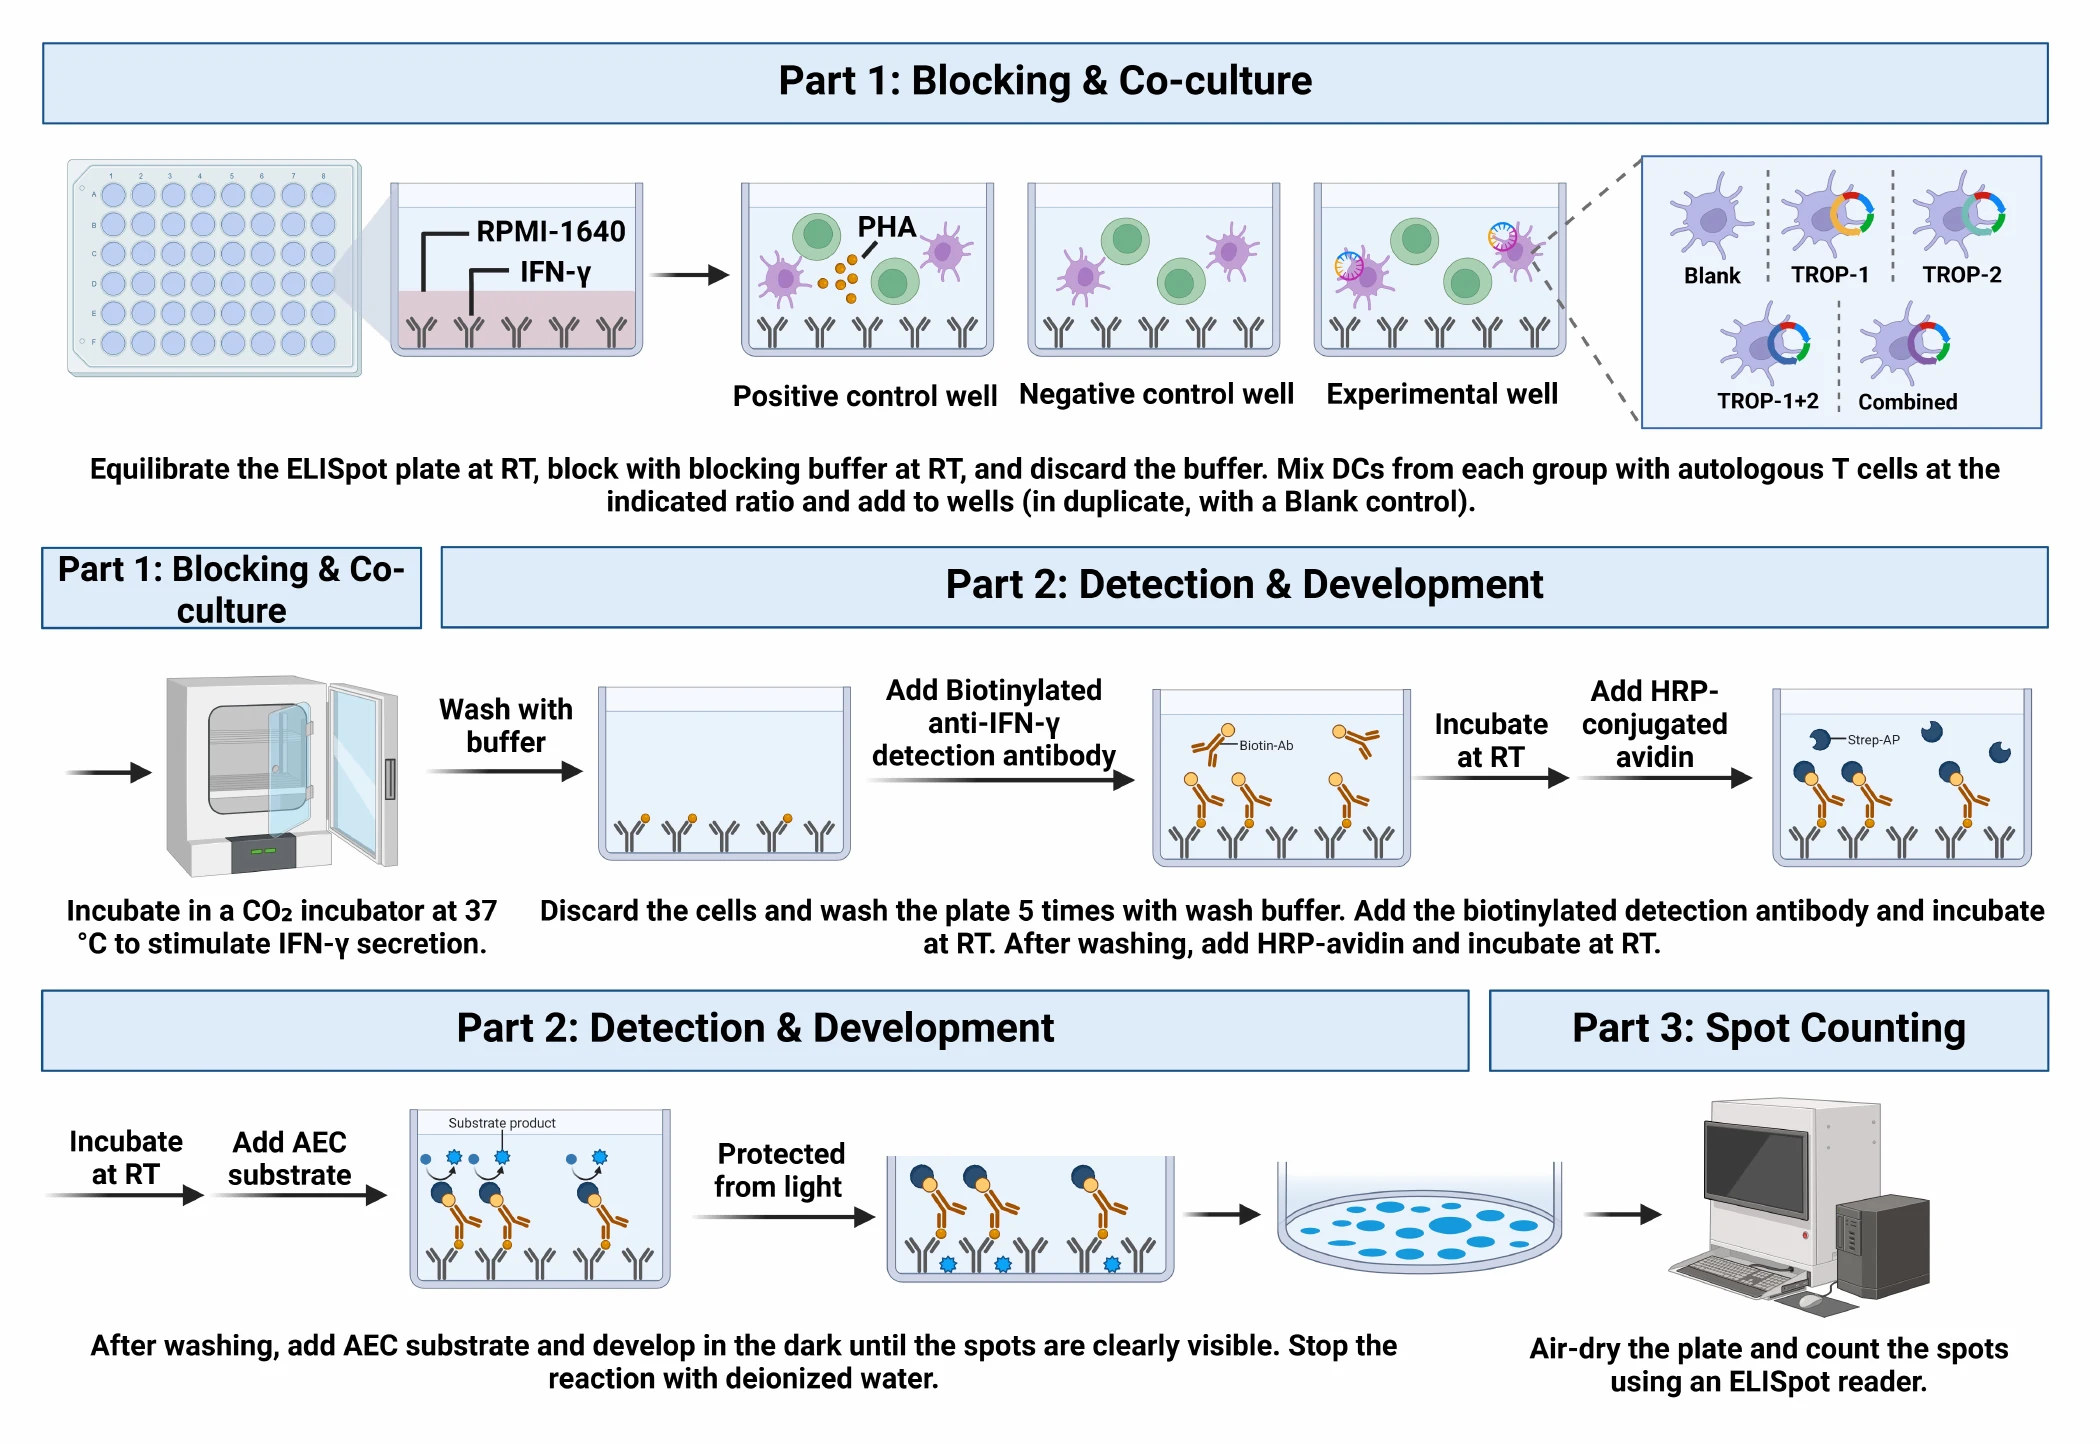 Part 1: Blocking & Co-culture
1 2 3 4 5 6 7 8
A
B
C
D
E
F
RPMI-1640
IFN-γ
PHA
Positive control well
Negative control well
Experimental well
Blank
TROP-1
TROP-2
TROP-1+2
Combined
Equilibrate the ELISpot plate at RT, block with blocking buffer at RT, and discard the buffer. Mix DCs from each group with autologous T cells at the
indicated ratio and add to wells (in duplicate, with a Blank control).
Part 1: Blocking & Co-
culture
Part 2: Detection & Development
Wash with
buffer
Add Biotinylated
anti-IFN-γ
detection antibody
Biotin-Ab
Incubate
at RT
Add HRP-
conjugated
avidin
Strep-AP
Incubate in a CO₂ incubator at 37
°C to stimulate IFN-γ secretion.
Discard the cells and wash the plate 5 times with wash buffer. Add the biotinylated detection antibody and incubate
at RT. After washing, add HRP-avidin and incubate at RT.
Part 2: Detection & Development
Part 3: Spot Counting
Incubate
at RT
Add AEC
substrate
Substrate product
Protected
from light
After washing, add AEC substrate and develop in the dark until the spots are clearly visible. Stop the
reaction with deionized water.
Air-dry the plate and count the spots
using an ELISpot reader.